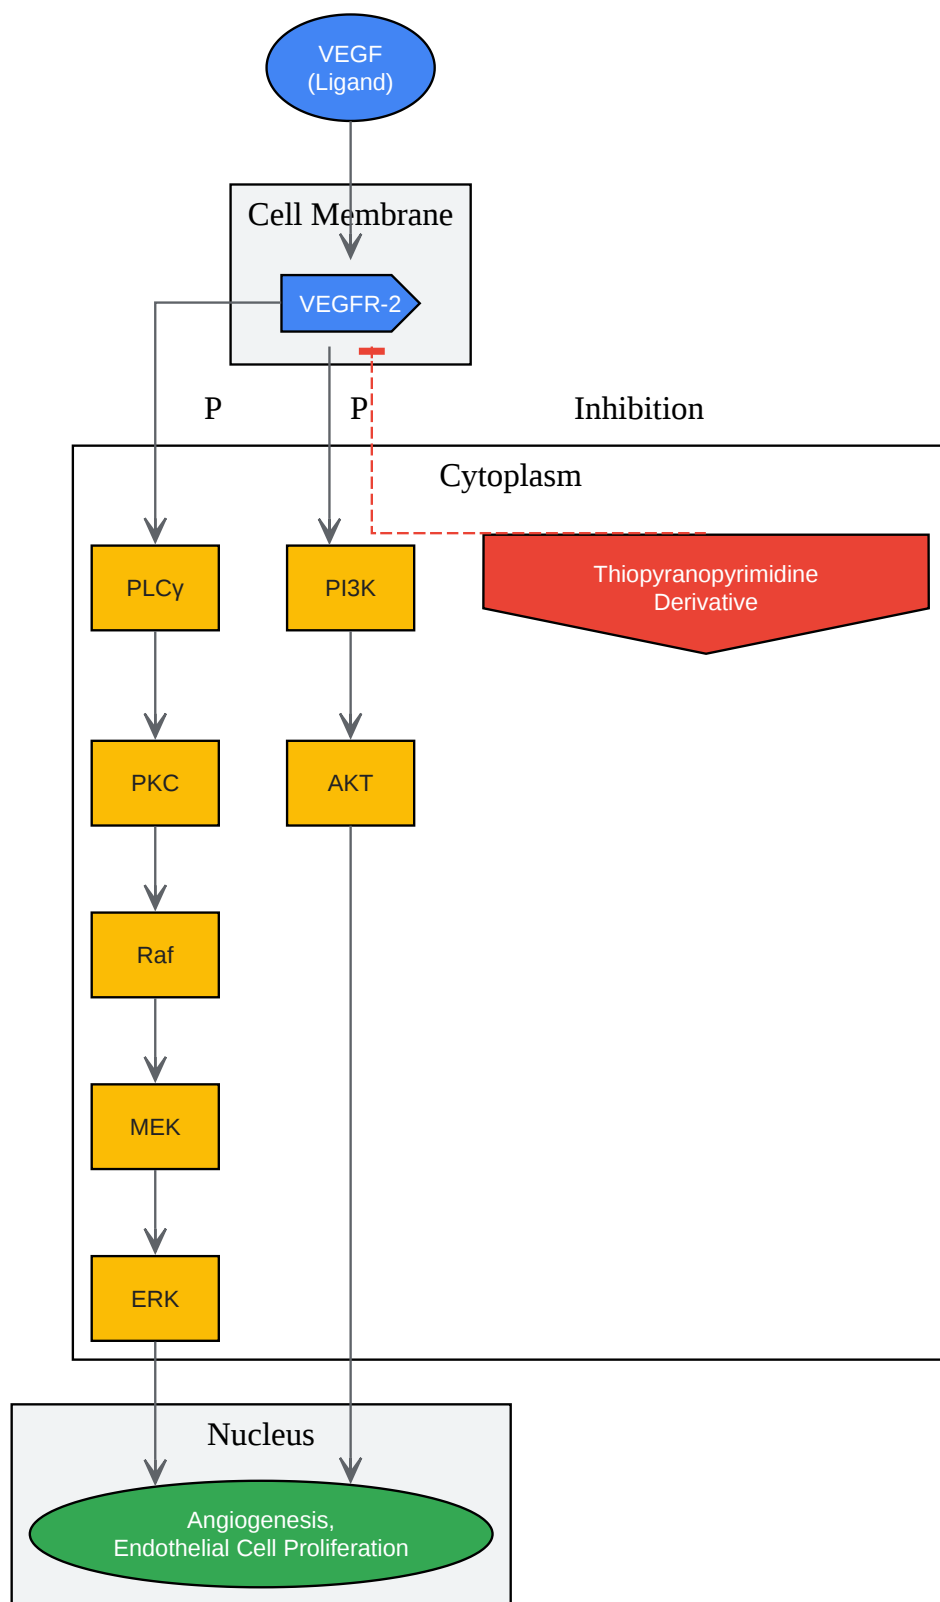 VEGF
(Ligand)
Cell Membrane
VEGFR-2
P
P
Inhibition
Cytoplasm
PLCγ
PI3K
Thiopyranopyrimidine
Derivative
PKC
AKT
Raf
MEK
ERK
Nucleus
Angiogenesis,
Endothelial Cell Proliferation